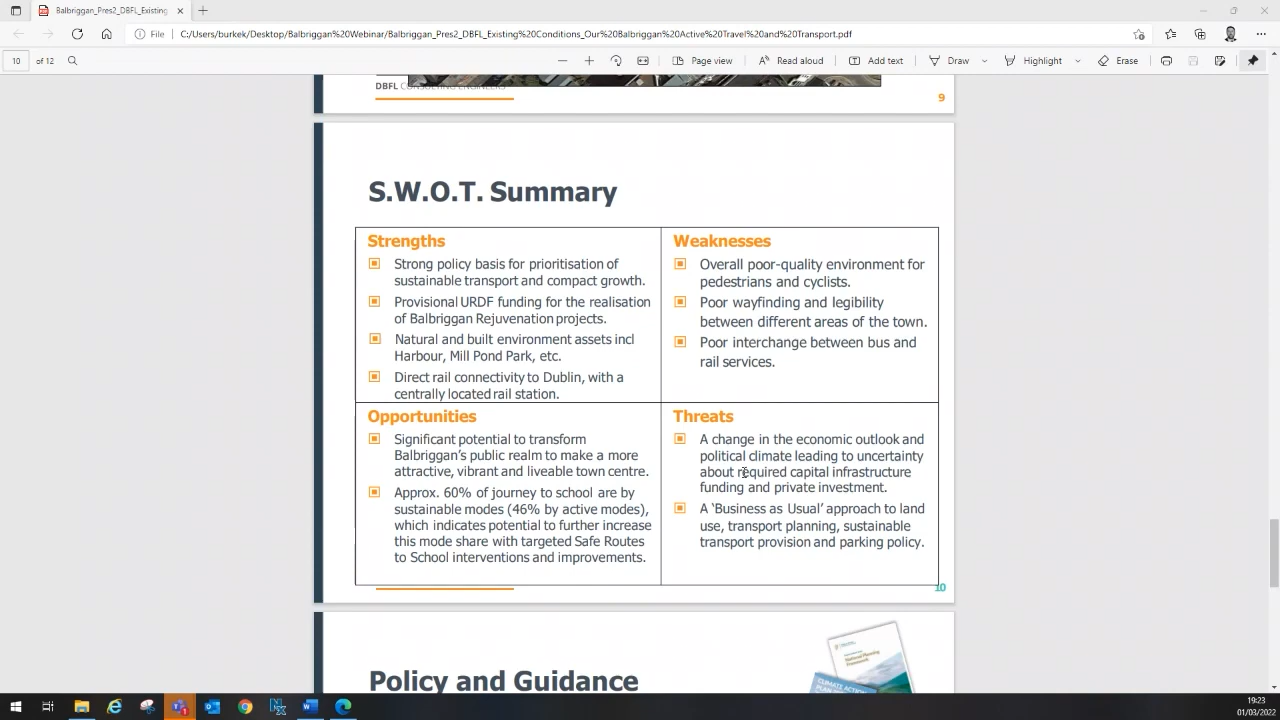 Balbriggan_Pres2_DBFL_Existing
File
C:/Users/burkek/Desktop/Balbriggan%20Webinar/Balbriggan_Pres2_DBFL_Existing%20Conditions_Our%20Balbriggan%20Active%20Travel%20and%20Transport.pdf
10 of 12
Page view
Read aloud
Add text
Draw
Highlight
Erase
DBFL CONSULTING ENGINEERS
9
S.W.O.T. Summary
Strengths
Strong policy basis for prioritisation of
sustainable transport and compact growth.
Provisional URDF funding for the realisation
of Balbriggan Rejuvenation projects.
Natural and built environment assets incl
Harbour, Mill Pond Park, etc.
Direct rail connectivity to Dublin, with a
centrally located rail station.
Weaknesses
Overall poor-quality environment for
pedestrians and cyclists.
Poor wayfinding and legibility
between different areas of the town.
Poor interchange between bus and
rail services.
Opportunities
Significant potential to transform
Balbriggan's public realm to make a more
attractive, vibrant and liveable town centre.
Approx. 60% of journey to school are by
sustainable modes (46% by active modes),
which indicates potential to further increase
this mode share with targeted Safe Routes
to School interventions and improvements.
Threats
A change in the economic outlook and
political climate leading to uncertainty
about required capital infrastructure
funding and private investment.
A 'Business as Usual' approach to land
use, transport planning, sustainable
transport provision and parking policy.
10
Policy and Guidance
National Planning
Framework
CLIMATE ACTION
PLAN
19:23
01/03/2022